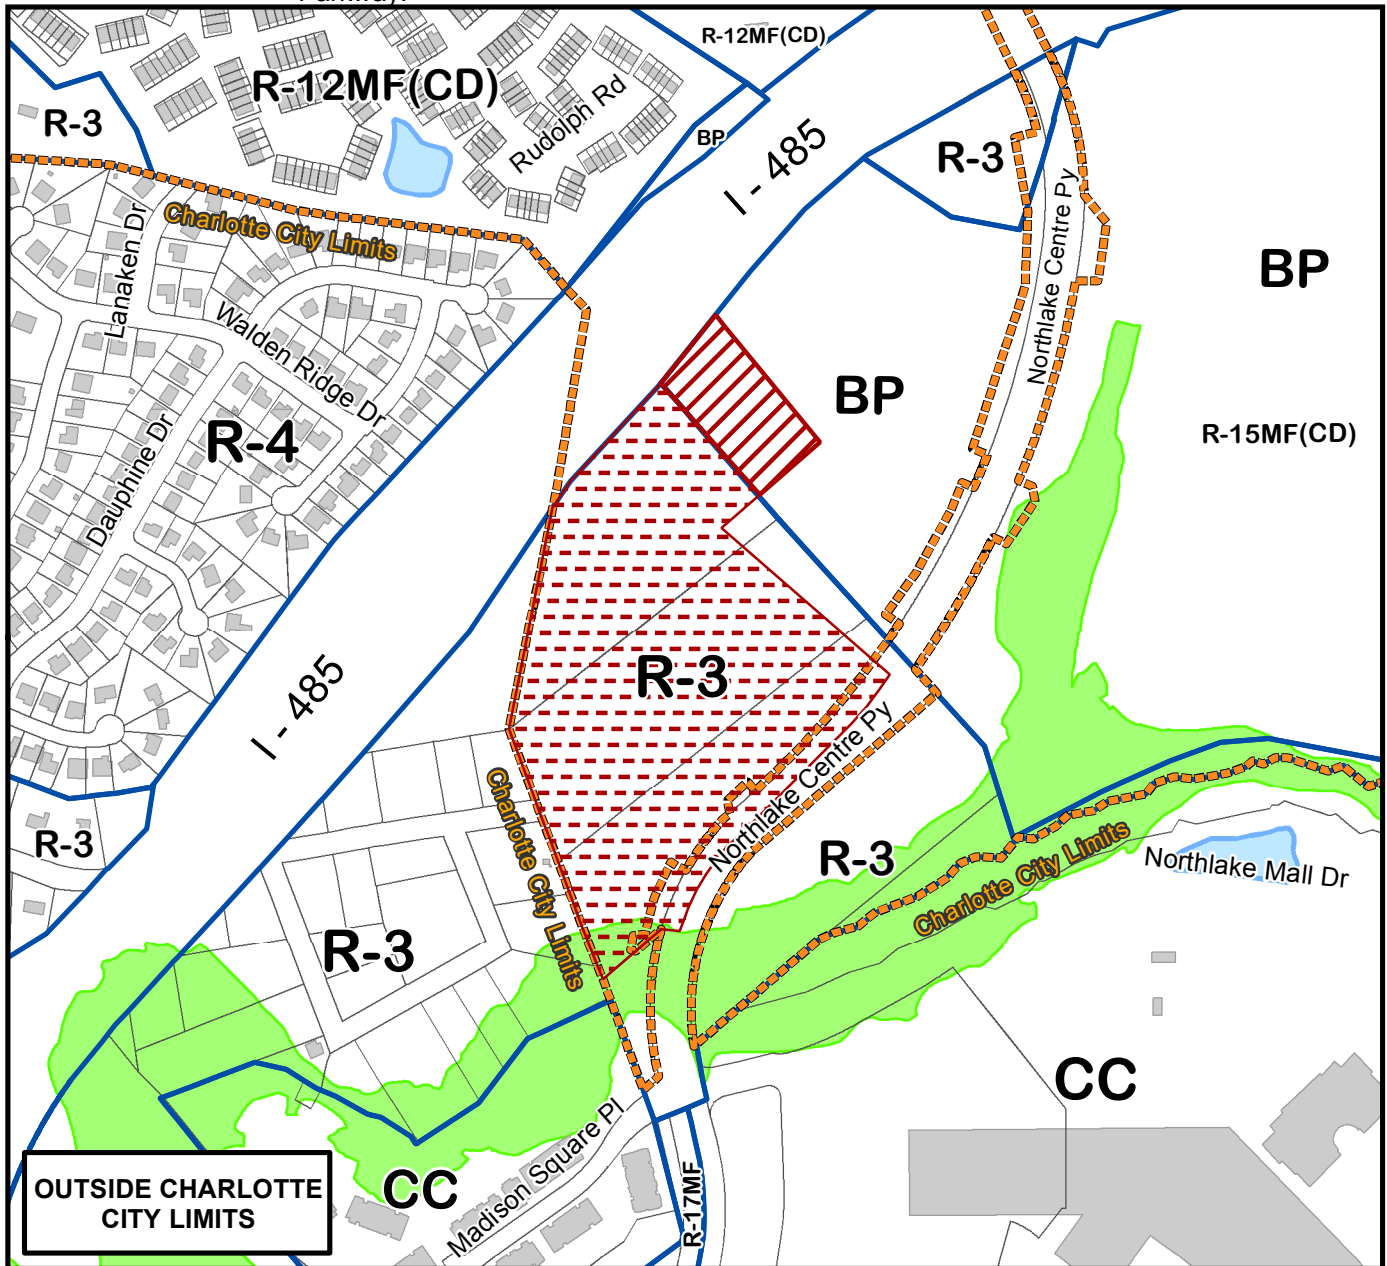 R-12MF(CD)
R-12MF(CD)
R-3
Rudolph Rd
BP
I - 485
R-3
Northlake Centre Py
Lanaken Dr
Charlotte City Limits
BP
Walden Ridge Dr
BP
R-4
Dauphine Dr
R-15MF(CD)
R-3
I - 485
Northlake Centre Py
R-3
Charlotte City Limits
R-3
Charlotte City Limits
Northlake Mall Dr
R-3
CC
CC
Madison Square Pl
R-17MF
OUTSIDE CHARLOTTE
CITY LIMITS